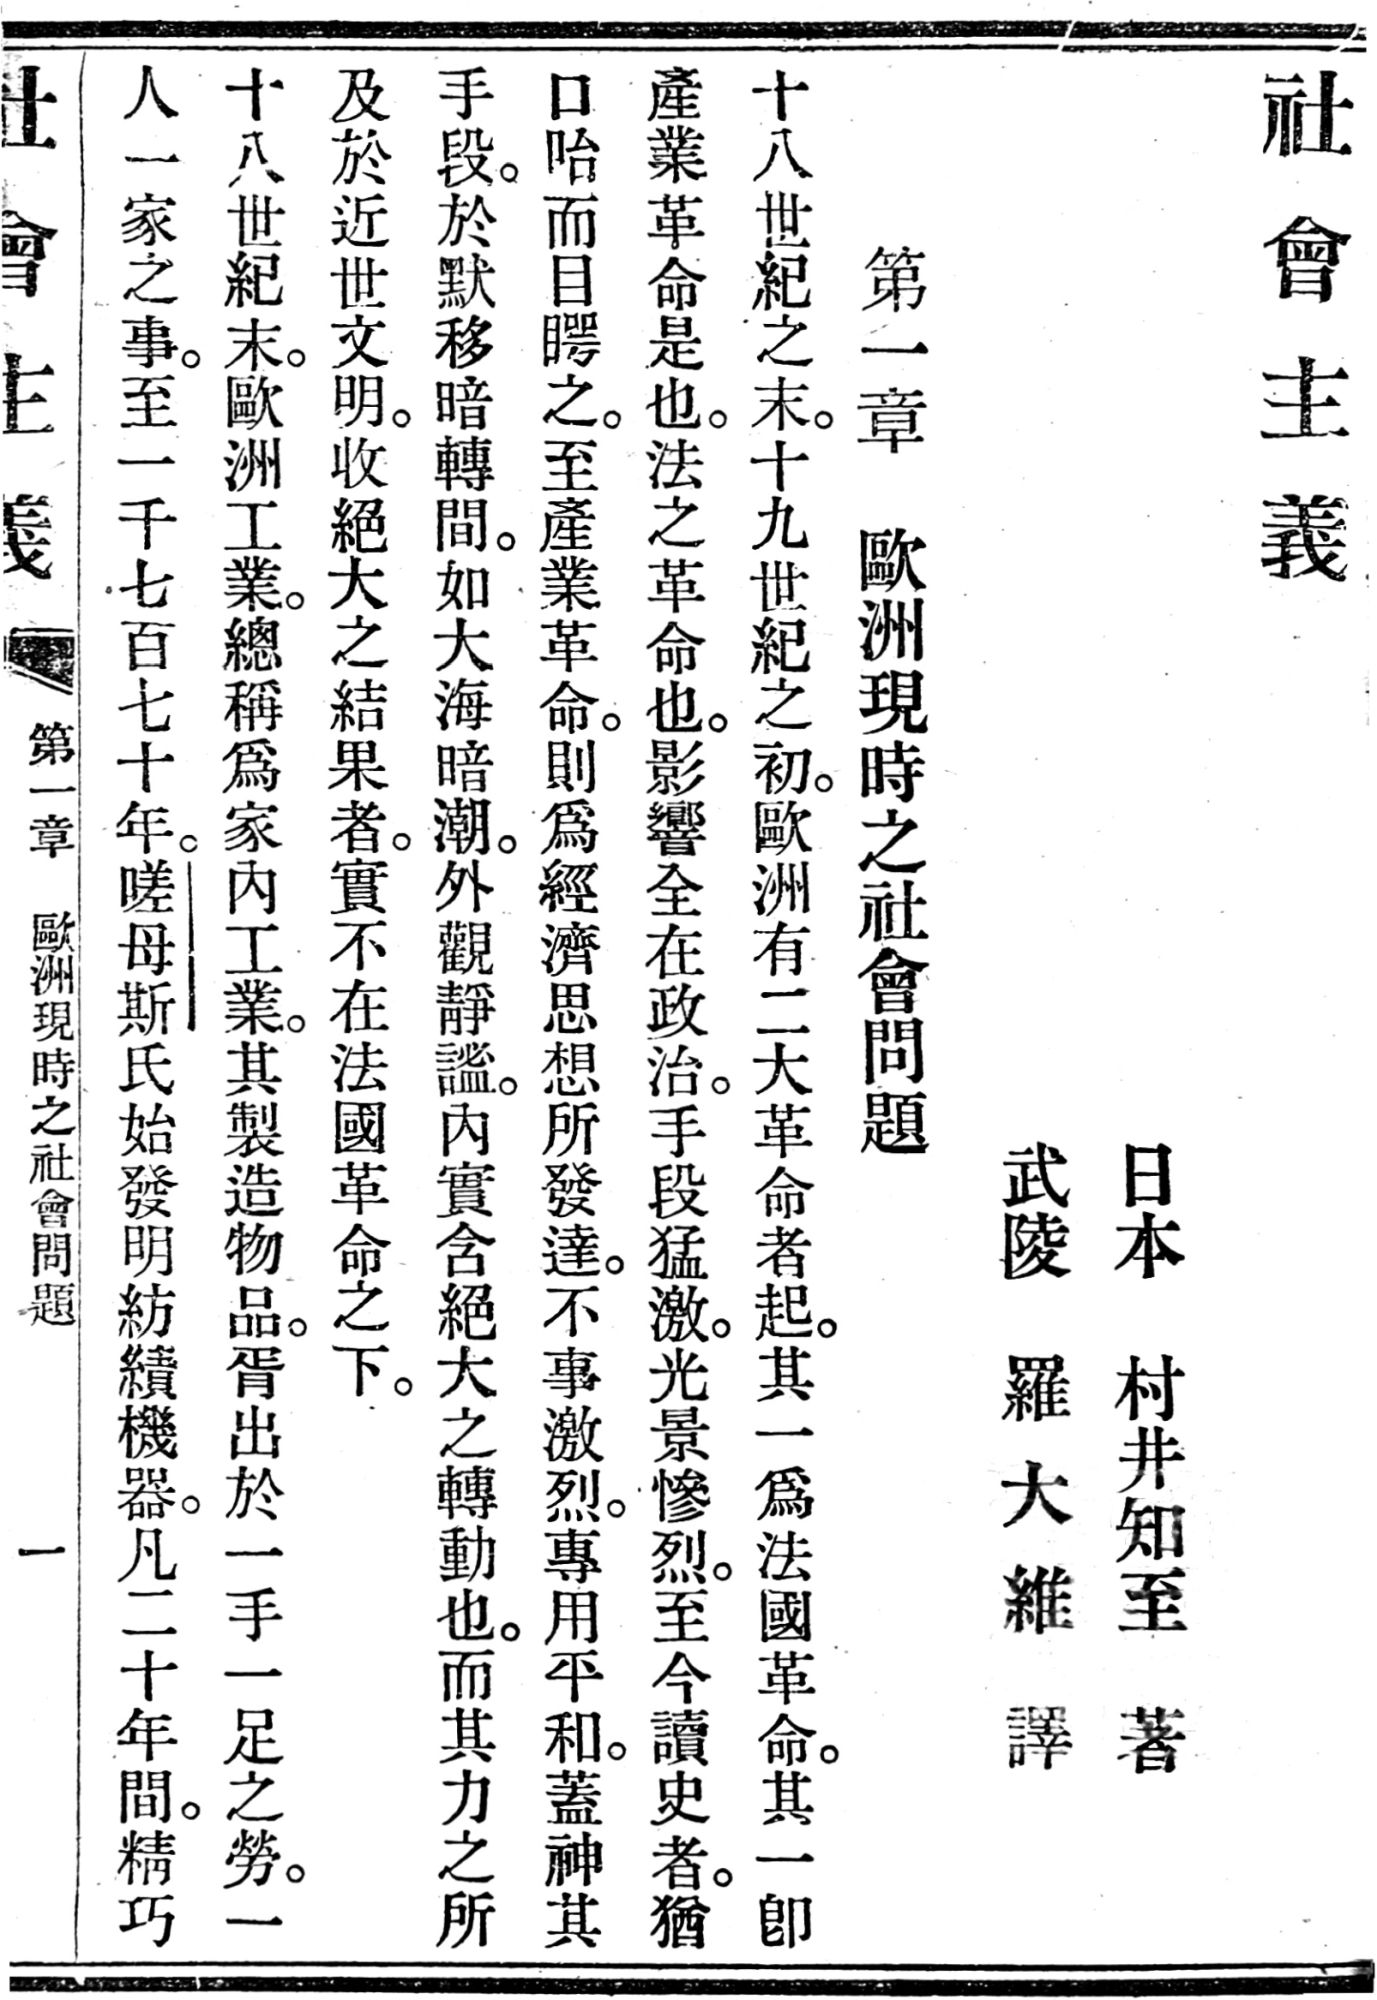 社會主義
日本　村井知至　著
武陵　羅大維　譯
第一章　歐洲現時之社會問題
十八世紀之末。十九世紀之初。歐洲有二大革命者起。其一爲法國革命。其一卽
產業革命是也。法之革命也。影響全在政治。手段猛激。光景慘烈。至今讀史者。猶
口咍而目瞤之。至產業革命。則爲經濟思想所發達。不事激烈。專用平和。蓋神其
手段。於默移暗轉間。如大海暗潮。外觀靜謐。內實含絕大之轉動也。而其力之所
及於近世文明。收絕大之結果者。實不在法國革命之下。
十八世紀末。歐洲工業。總稱爲家內工業。其製造物品。胥出於一手一足之勞。一
人一家之事。至一千七百七十年。嗟母斯氏始發明紡績機器。凡二十年間。精巧
社會主義　第一章　歐洲現時之社會問題　一